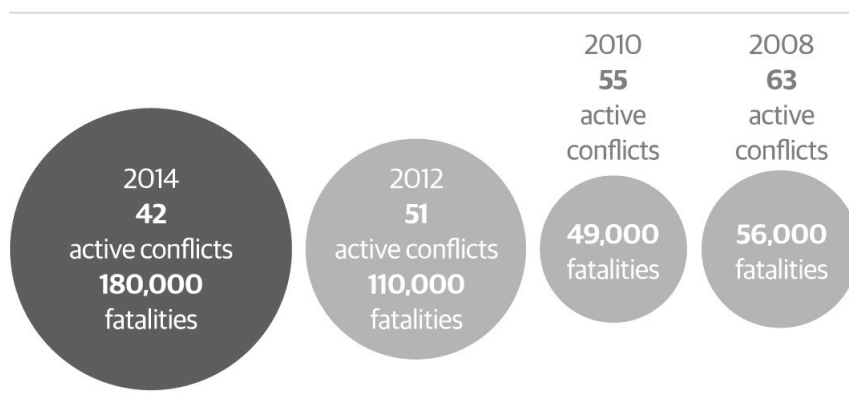 2014
42
active conflicts
180,000
fatalities
2012
51
active conflicts
110,000
fatalities
2010
55
active
conflicts
49,000
fatalities
2008
63
active
conflicts
56,000
fatalities